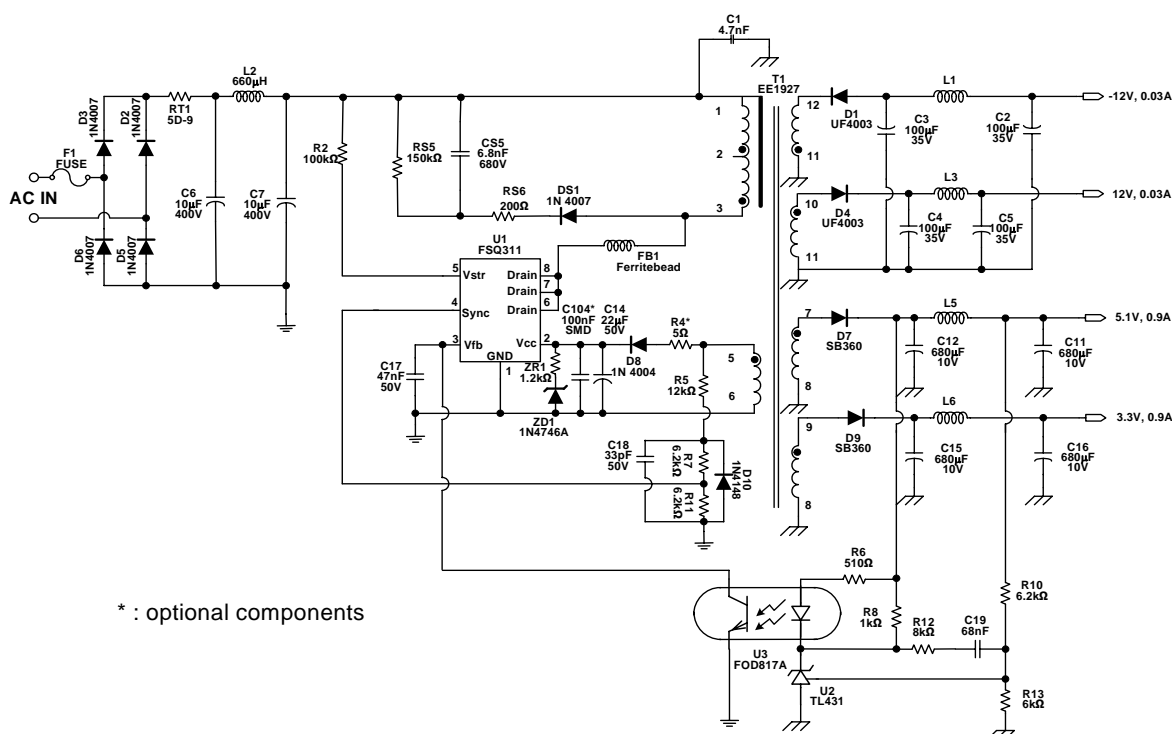 C1
4.7nF
T1
EE1927
L2
660µH
RT1
5D-9
D3
1N4007
D2
1N4007
F1
FUSE
AC IN
C6
10µF
400V
C7
10µF
400V
D6
1N4007
D5
1N4007
R2
100kΩ
RS5
150kΩ
CS5
6.8nF
680V
RS6
200Ω
DS1
1N 4007
1
2
3
FB1
Ferritebead
12
11
D1
UF4003
C3
100µF
35V
L1
C2
100µF
35V
-12V, 0.03A
10
11
D4
UF4003
C4
100µF
35V
L3
C5
100µF
35V
12V, 0.03A
U1
FSQ311
5
Vstr
4
Sync
3
Vfb
Drain
8
Drain
7
Drain
6
Vcc
2
GND
1
C104*
100nF
SMD
C14
22µF
50V
R4*
5Ω
D8
1N 4004
ZR1
1.2kΩ
ZD1
1N4746A
C17
47nF
50V
R5
12kΩ
5
6
C18
33pF
50V
R7
6.2kΩ
R11
6.2kΩ
D10
1N4148
7
8
D7
SB360
C12
680µF
10V
L5
C11
680µF
10V
5.1V, 0.9A
9
8
D9
SB360
C15
680µF
10V
L6
C16
680µF
10V
3.3V, 0.9A
R6
510Ω
R8
1kΩ
R12
8kΩ
C19
68nF
R10
6.2kΩ
R13
6kΩ
U3
FOD817A
U2
TL431
* : optional components